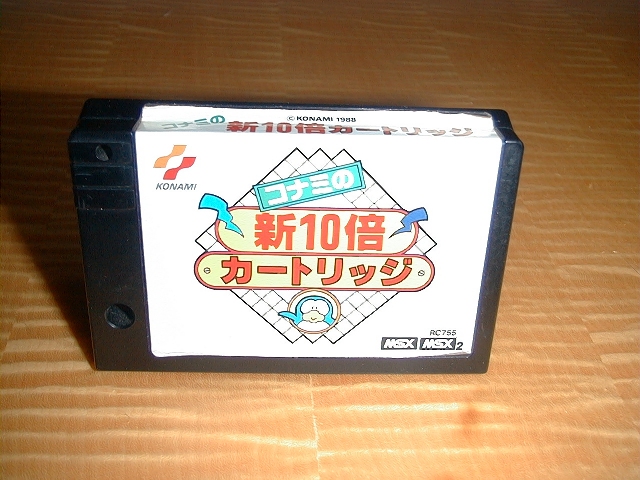 ©KONAMI 1988
コナミの 新10倍カートリッジ
KONAMI
コナミの
新10倍
カートリッジ
RC755
MSX MSX2